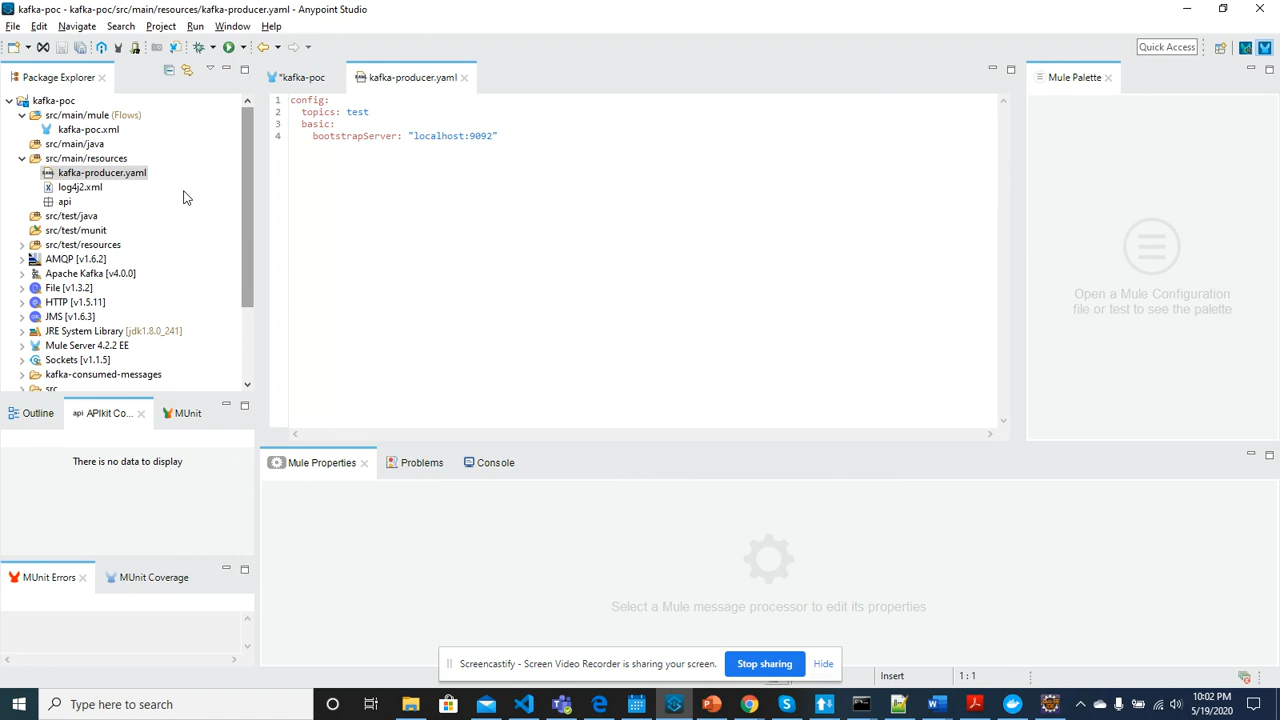 kafka-poc - kafka-poc/src/main/resources/kafka-producer.yaml - Anypoint Studio
File Edit Navigate Search Project Run Window Help
Quick Access
Package Explorer
kafka-poc
src/main/mule (Flows)
kafka-poc.xml
src/main/java
src/main/resources
kafka-producer.yaml
log4j2.xml
api
src/test/java
src/test/munit
src/test/resources
AMQP [v1.6.2]
Apache Kafka [v4.0.0]
File [v1.3.2]
HTTP [v1.5.11]
JMS [v1.6.3]
JRE System Library [jdk1.8.0_241]
Mule Server 4.2.2 EE
Sockets [v1.1.5]
kafka-consumed-messages
src
*kafka-poc
kafka-producer.yaml
1 config:
2 topics: test
3 basic:
4 bootstrapServer: "localhost:9092"
Mule Palette
Open a Mule Configuration
file or test to see the palette
Outline
api APIkit Co...
MUnit
There is no data to display
MUnit Errors
MUnit Coverage
Mule Properties
Problems
Console
Select a Mule message processor to edit its properties
Screencastify - Screen Video Recorder is sharing your screen.
Stop sharing
Hide
Insert
1 : 1
Type here to search
10:02 PM
5/19/2020